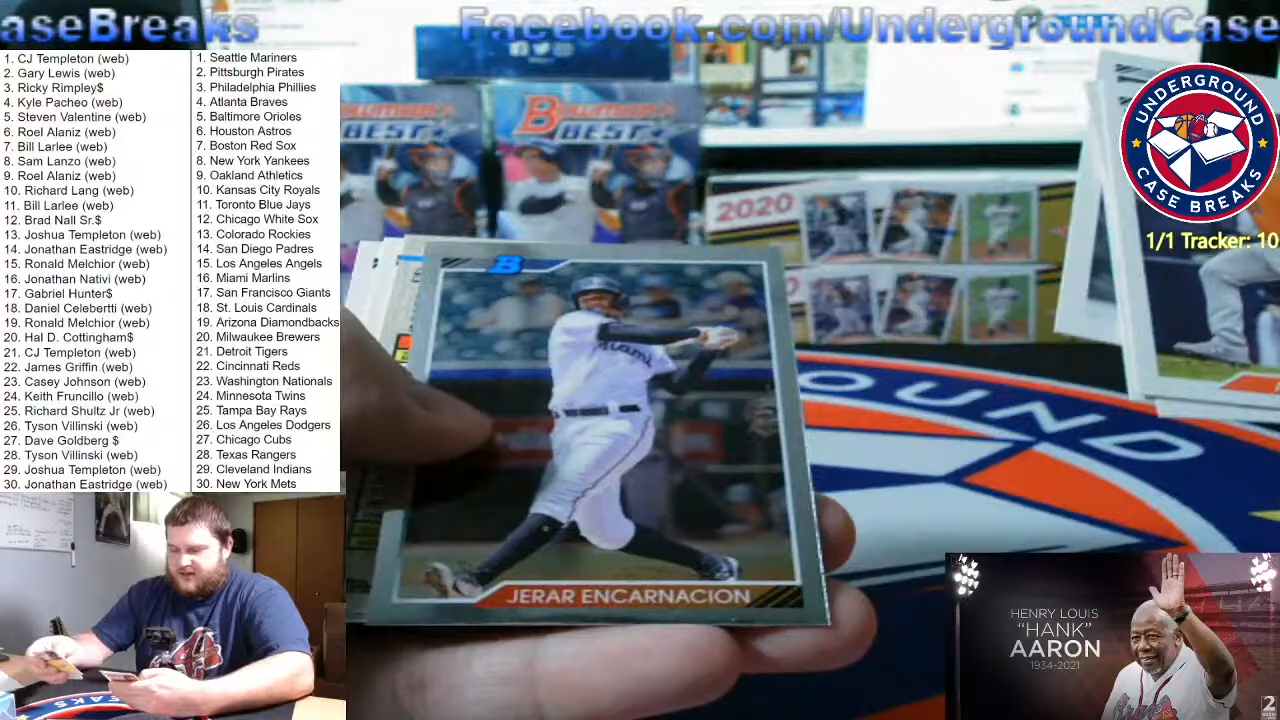 aseBreaks
Facebook.com/UndergroundCase
1. CJ Templeton (web)
2. Gary Lewis (web)
3. Ricky Rimpley$
4. Kyle Pacheo (web)
5. Steven Valentine (web)
6. Roel Alaniz (web)
7. Bill Larlee (web)
8. Sam Lanzo (web)
9. Roel Alaniz (web)
10. Richard Lang (web)
11. Bill Larlee (web)
12. Brad Nall Sr.$
13. Joshua Templeton (web)
14. Jonathan Eastridge (web)
15. Ronald Melchior (web)
16. Jonathan Nativi (web)
17. Gabriel Hunter$
18. Daniel Celebertti (web)
19. Ronald Melchior (web)
20. Hal D. Cottingham$
21. CJ Templeton (web)
22. James Griffin (web)
23. Casey Johnson (web)
24. Keith Fruncillo (web)
25. Richard Shultz Jr (web)
26. Tyson Villinski (web)
27. Dave Goldberg $
28. Tyson Villinski (web)
29. Joshua Templeton (web)
30. Jonathan Eastridge (web)
1. Seattle Mariners
2. Pittsburgh Pirates
3. Philadelphia Phillies
4. Atlanta Braves
5. Baltimore Orioles
6. Houston Astros
7. Boston Red Sox
8. New York Yankees
9. Oakland Athletics
10. Kansas City Royals
11. Toronto Blue Jays
12. Chicago White Sox
13. Colorado Rockies
14. San Diego Padres
15. Los Angeles Angels
16. Miami Marlins
17. San Francisco Giants
18. St. Louis Cardinals
19. Arizona Diamondbacks
20. Milwaukee Brewers
21. Detroit Tigers
22. Cincinnati Reds
23. Washington Nationals
24. Minnesota Twins
25. Tampa Bay Rays
26. Los Angeles Dodgers
27. Chicago Cubs
28. Texas Rangers
29. Cleveland Indians
30. New York Mets
BOWMAN'S
BEST
BOWMAN'S
BEST
2020
B
Miami
JERAR ENCARNACION
OUND
UNDERGROUND
CASE BREAKS
1/1 Tracker: 10
HENRY LOUIS
"HANK"
AARON
1934-2021
2